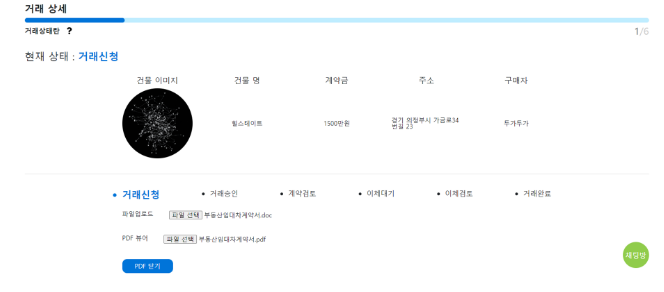 거래 상세
거래상태란 ?
1/6
현재 상태 : 거래신청
건물 이미지 건물 명 계약금 주소 구매자
힐스테이트 1500만원 경기 의정부시 가금로34번길 23 투가투가
• 거래신청 • 거래승인 • 계약검토 • 이체대기 • 이체검토 • 거래완료
파일업로드 파일 선택 부동산임대차계약서.doc
PDF 뷰어 파일 선택 부동산임대차계약서.pdf
PDF 닫기
채팅방